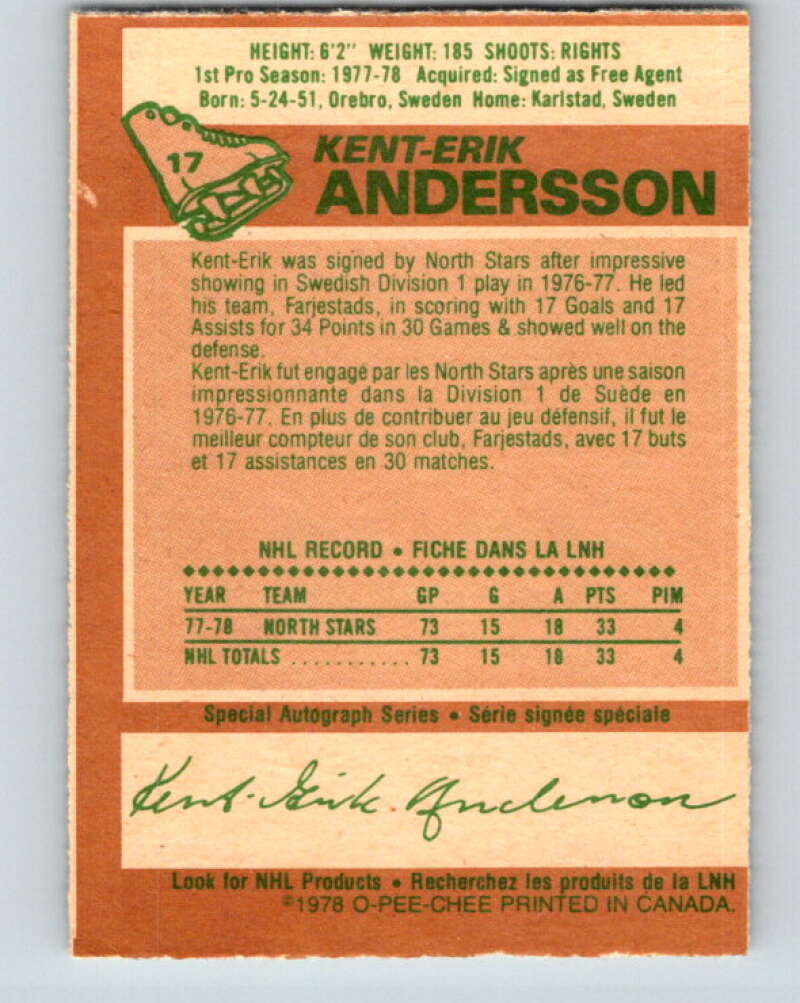 HEIGHT: 6'2" WEIGHT: 185 SHOOTS: RIGHTS
1st Pro Season: 1977-78 Acquired: Signed as Free Agent
Born: 5-24-51, Orebro, Sweden Home: Karlstad, Sweden
17
KENT-ERIK
ANDERSSON
Kent-Erik was signed by North Stars after impressive
showing in Swedish Division 1 play in 1976-77. He led
his team, Farjestads, in scoring with 17 Goals and 17
Assists for 34 Points in 30 Games & showed well on the
defense.
Kent-Erik fut engagé par les North Stars après une saison
impressionnante dans la Division 1 de Suède en
1976-77. En plus de contribuer au jeu défensif, il fut le
meilleur compteur de son club, Farjestads, avec 17 buts
et 17 assistances en 30 matches.
NHL RECORD • FICHE DANS LA LNH
YEAR TEAM GP G A PTS PIM
77-78 NORTH STARS 73 15 18 33 4
NHL TOTALS ........... 73 15 18 33 4
Special Autograph Series • Série signée spéciale
Kent-Erik Andersson
Look for NHL Products • Recherchez les produits de la LNH
©1978 O-PEE-CHEE PRINTED IN CANADA.